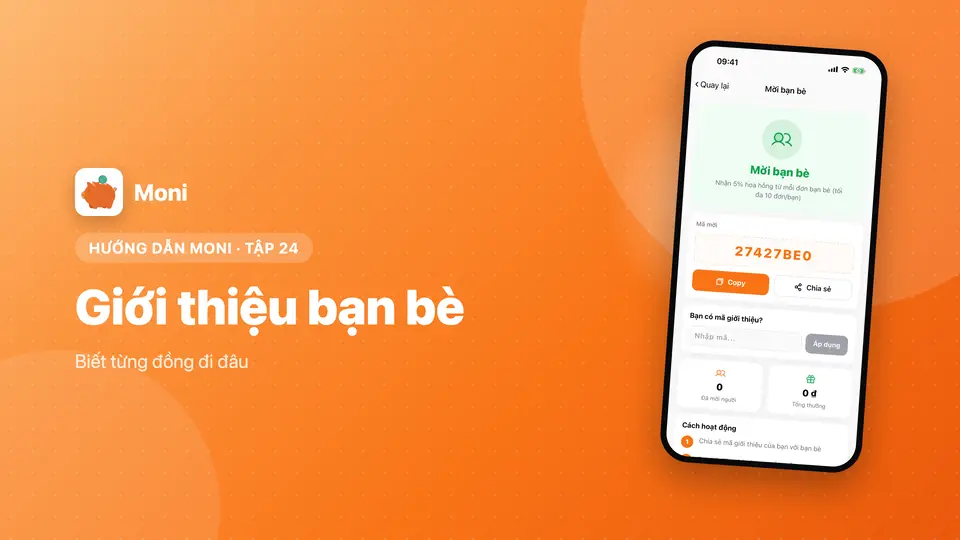 Moni
HƯỚNG DẪN MONI · TẬP 24
Giới thiệu bạn bè
Biết từng đồng đi đâu
09:41
Quay lại
Mời bạn bè
Mời bạn bè
Nhận 5% hoa hồng từ mỗi đơn bạn bè (tối
đa 10 đơn/bạn)
Mã mời
27427BE0
Copy
Chia sẻ
Bạn có mã giới thiệu?
Nhập mã...
Áp dụng
0
Đã mời người
0 ₫
Tổng thưởng
Cách hoạt động
1 Chia sẻ mã giới thiệu của bạn với bạn bè